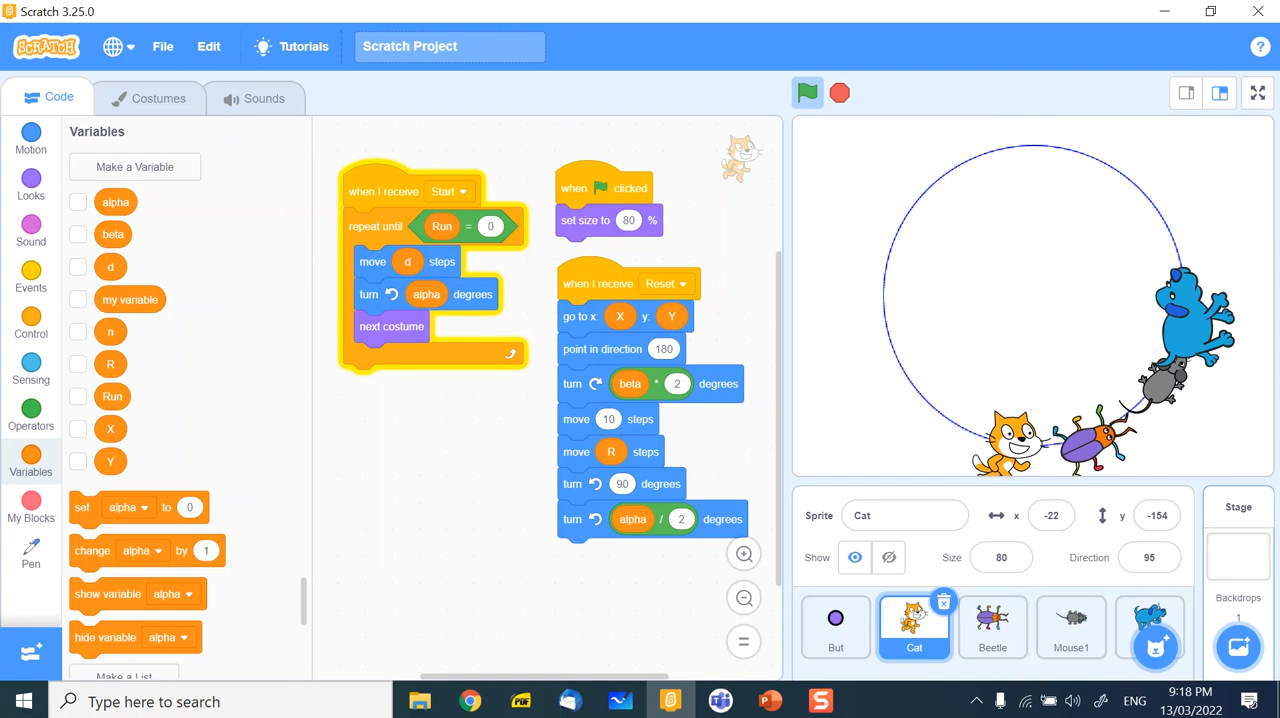 Scratch 3.25.0
SCRATCH File Edit Tutorials Scratch Project ?
Code Costumes Sounds
Motion
Looks
Sound
Events
Control
Sensing
Operators
Variables
My Blocks
Pen
Variables
Make a Variable
alpha
beta
d
my variable
n
R
Run
X
Y
set alpha to 0
change alpha by 1
show variable alpha
hide variable alpha
Make a List
when I receive Start
repeat until Run = 0
move d steps
turn alpha degrees
next costume
when clicked
set size to 80 %
when I receive Reset
go to x: X y: Y
point in direction 180
turn beta * 2 degrees
move 10 steps
move R steps
turn 90 degrees
turn alpha / 2 degrees
Sprite Cat x -22 y -154
Show Size 80 Direction 95
But Cat Beetle Mouse1
Stage
Backdrops
1
Type here to search
PDF
S
ENG
9:18 PM
13/03/2022